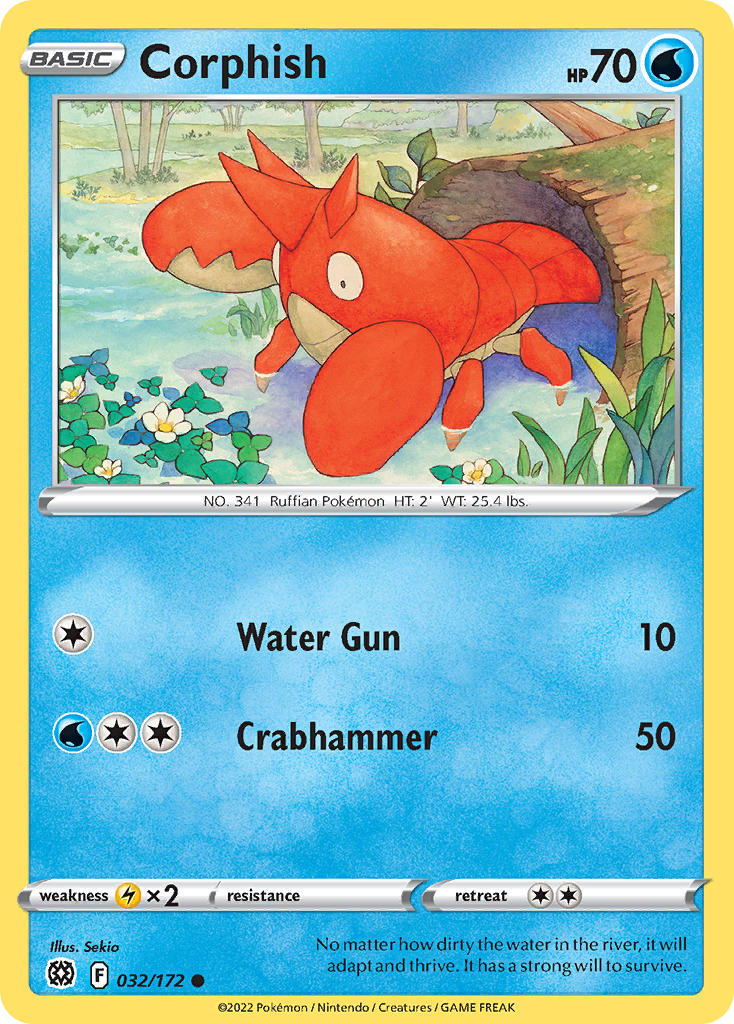 BASIC Corphish HP70
NO. 341 Ruffian Pokémon HT: 2' WT: 25.4 lbs.
Water Gun 10
Crabhammer 50
weakness ×2 resistance retreat
Illus. Sekio
No matter how dirty the water in the river, it will
adapt and thrive. It has a strong will to survive.
F 032/172
©2022 Pokémon / Nintendo / Creatures / GAME FREAK